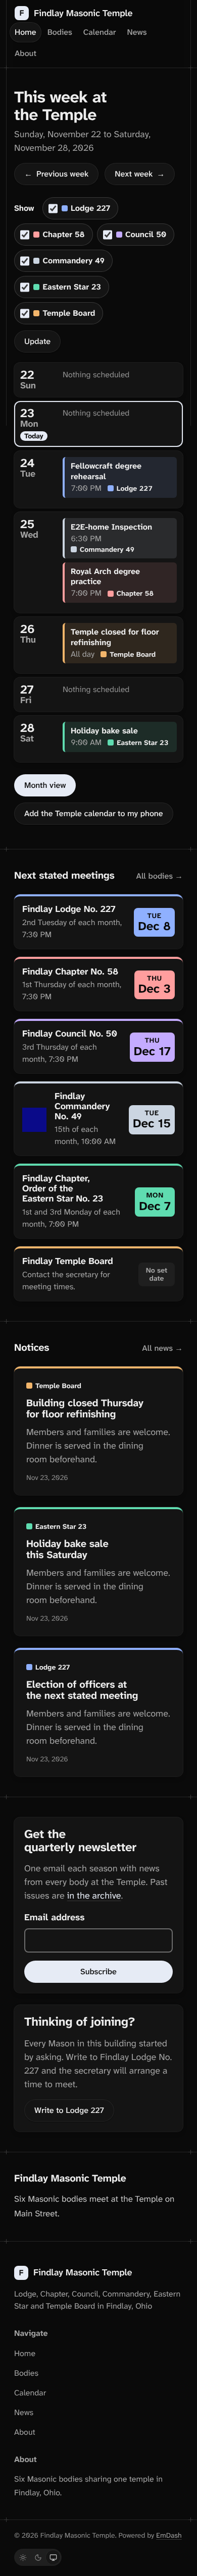 F Findlay Masonic Temple
Home Bodies Calendar News
About
This week at
the Temple
Sunday, November 22 to Saturday,
November 28, 2026
← Previous week Next week →
Show Lodge 227
Chapter 58 Council 50
Commandery 49
Eastern Star 23
Temple Board
Update
22 Nothing scheduled
Sun
23 Nothing scheduled
Mon
Today
24 Fellowcraft degree
Tue rehearsal
7:00 PM Lodge 227
25 E2E-home Inspection
Wed 6:30 PM
Commandery 49
Royal Arch degree
practice
7:00 PM Chapter 58
26 Temple closed for floor
Thu refinishing
All day Temple Board
27 Nothing scheduled
Fri
28 Holiday bake sale
Sat 9:00 AM Eastern Star 23
Month view
Add the Temple calendar to my phone
Next stated meetings All bodies →
Findlay Lodge No. 227
2nd Tuesday of each month,
7:30 PM
TUE
Dec 8
Findlay Chapter No. 58
1st Thursday of each month,
7:30 PM
THU
Dec 3
Findlay Council No. 50
3rd Thursday of each
month, 7:30 PM
THU
Dec 17
Findlay
Commandery
No. 49
15th of each
month, 10:00 AM
TUE
Dec 15
Findlay Chapter,
Order of the
Eastern Star No. 23
1st and 3rd Monday of each
month, 7:00 PM
MON
Dec 7
Findlay Temple Board
Contact the secretary for
meeting times.
No set
date
Notices All news →
Temple Board
Building closed Thursday
for floor refinishing
Members and families are welcome.
Dinner is served in the dining
room beforehand.
Nov 23, 2026
Eastern Star 23
Holiday bake sale
this Saturday
Members and families are welcome.
Dinner is served in the dining
room beforehand.
Nov 23, 2026
Lodge 227
Election of officers at
the next stated meeting
Members and families are welcome.
Dinner is served in the dining
room beforehand.
Nov 23, 2026
Get the
quarterly newsletter
One email each season with news
from every body at the Temple. Past
issues are in the archive.
Email address
Subscribe
Thinking of joining?
Every Mason in this building started
by asking. Write to Findlay Lodge No.
227 and the secretary will arrange a
time to meet.
Write to Lodge 227
Findlay Masonic Temple
Six Masonic bodies meet at the Temple on
Main Street.
F Findlay Masonic Temple
Lodge, Chapter, Council, Commandery, Eastern
Star and Temple Board in Findlay, Ohio
Navigate
Home
Bodies
Calendar
News
About
About
Six Masonic bodies sharing one temple in
Findlay, Ohio.
© 2026 Findlay Masonic Temple. Powered by EmDash